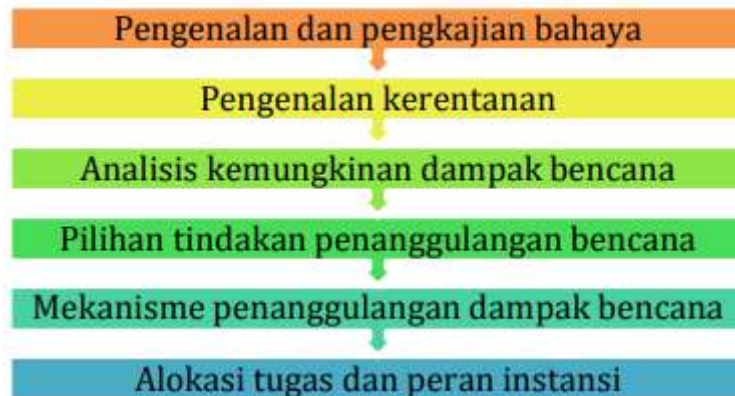 Pengenalan dan pengkajian bahaya
Pengenalan kerentanan
Analisis kemungkinan dampak bencana
Pilihan tindakan penanggulangan bencana
Mekanisme penanggulangan dampak bencana
Alokasi tugas dan peran instansi